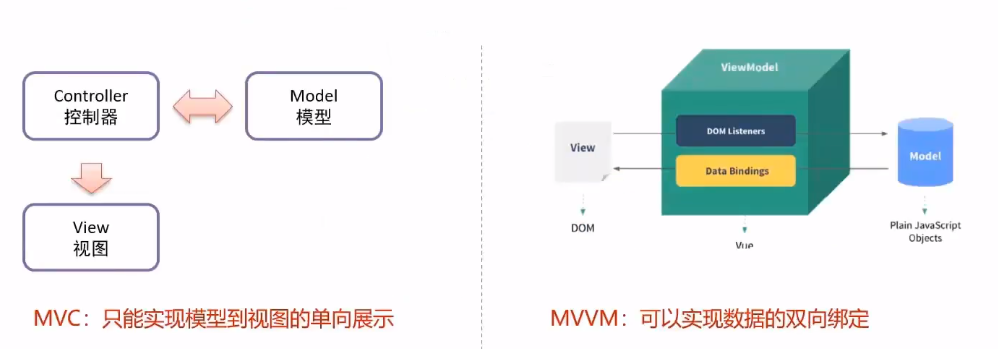 Controller
控制器
Model
模型
View
视图
MVC：只能实现模型到视图的单向展示
ViewModel
DOM Listeners
View
Data Bindings
Model
DOM
Vue
Plain JavaScript
Objects
MVVM：可以实现数据的双向绑定